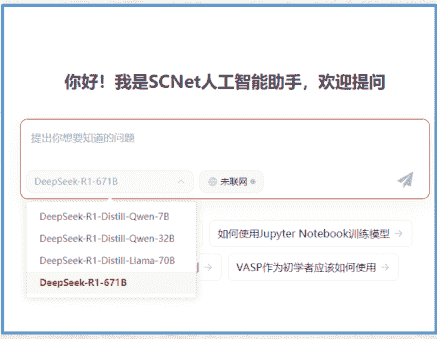 你好！我是SCNet人工智能助手，欢迎提问
提出你想要知道的问题
DeepSeek-R1-671B
未联网
DeepSeek-R1-Distill-Qwen-7B
DeepSeek-R1-Distill-Qwen-32B
如何使用Jupyter Notebook训练模型
DeepSeek-R1-Distill-Llama-70B
VASP作为初学者应该如何使用
DeepSeek-R1-671B